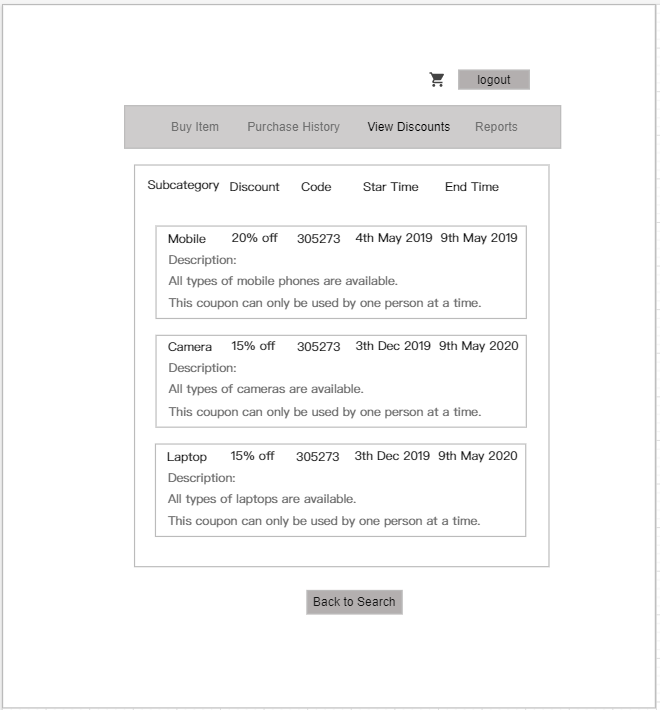 logout
Buy Item Purchase History View Discounts Reports
Subcategory Discount Code Star Time End Time
Mobile 20% off 305273 4th May 2019 9th May 2019
Description:
All types of mobile phones are available.
This coupon can only be used by one person at a time.
Camera 15% off 305273 3th Dec 2019 9th May 2020
Description:
All types of cameras are available.
This coupon can only be used by one person at a time.
Laptop 15% off 305273 3th Dec 2019 9th May 2020
Description:
All types of laptops are available.
This coupon can only be used by one person at a time.
Back to Search